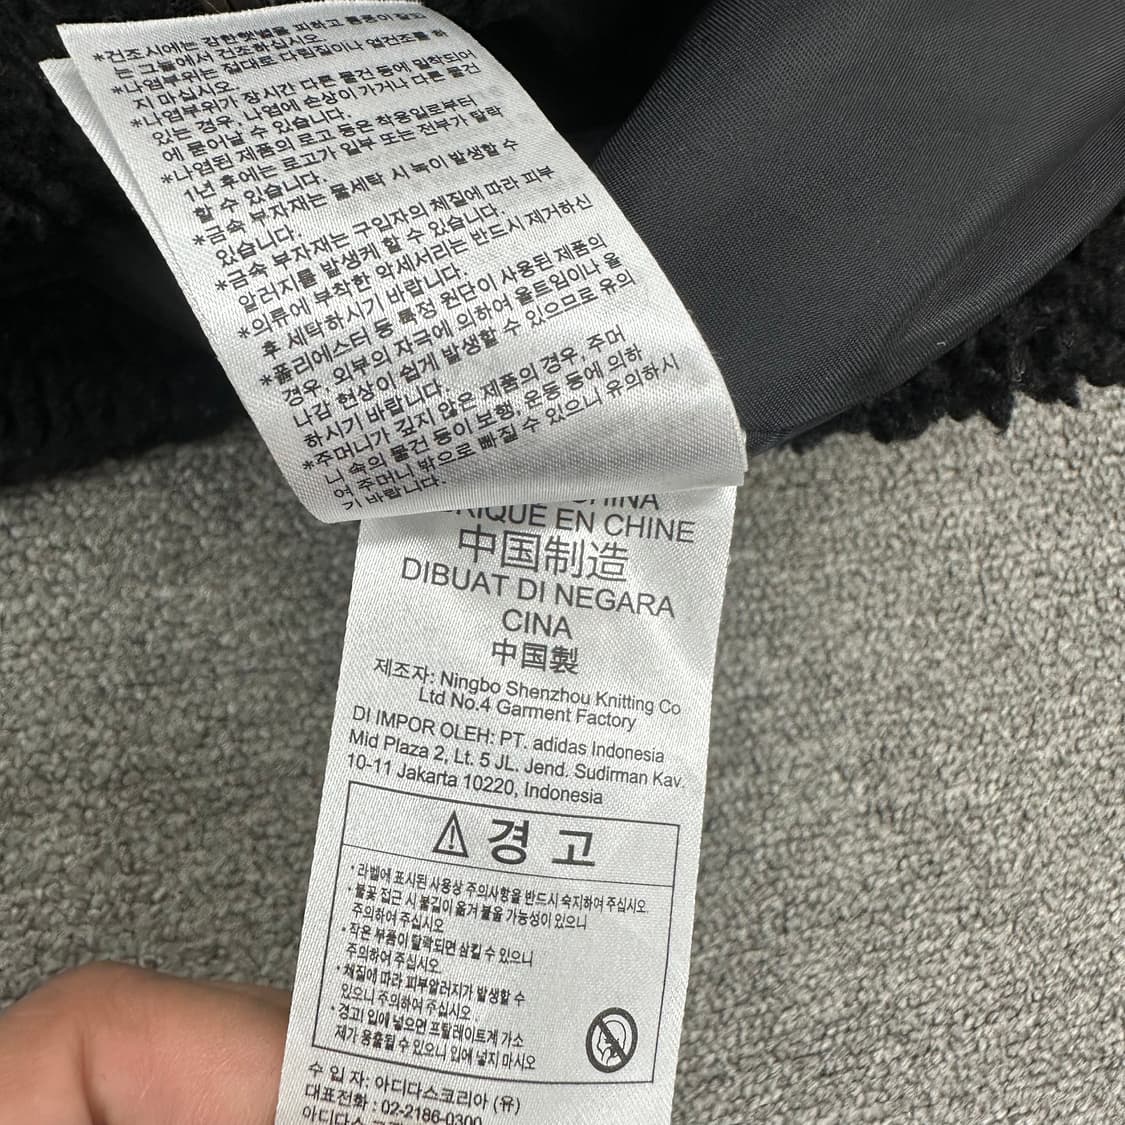 *건조시에는 강한햇볕을 피하고 통풍이 잘되
는 그늘에서 건조하십시오.
*나염부위는 절대로 다림질이나 열건조를 하
지 마십시오.
*나염부위가 장시간 다른 물건 등에 밀착되어
있는 경우, 나염에 손상이 가거나 다른 물건
에 묻어날 수 있습니다.
*나염된 제품의 로고 등은 착용일로부터
1년 후에는 로고가 일부 또는 전부가 탈락
할 수 있습니다.
*금속 부자재는 물세탁 시 녹이 발생할 수
있습니다.
*금속 부자재는 구입자의 체질에 따라 피부
알러지를 발생케 할 수 있습니다.
*의류에 부착한 악세서리는 반드시 제거하신
후 세탁하시기 바랍니다.
*폴리에스터 등 특정 원단이 사용된 제품의
경우, 외부의 자극에 의하여 올트임이나 올
나감 현상이 쉽게 발생할 수 있으므로 유의
하시기 바랍니다.
*주머니가 깊지 않은 제품의 경우, 주머
니 속의 물건 등이 보행, 운동 등에 의하
여 주머니 밖으로 빠질 수 있으니 유의하시
기 바랍니다.
CHINA
RIQUE EN CHINE
中国制造
DIBUAT DI NEGARA
CINA
中国製
제조자: Ningbo Shenzhou Knitting Co
Ltd No.4 Garment Factory
DI IMPOR OLEH: PT. adidas Indonesia
Mid Plaza 2, Lt. 5 JL. Jend. Sudirman Kav.
10-11 Jakarta 10220, Indonesia
⚠ 경 고
• 라벨에 표시된 사용상 주의사항을 반드시 숙지하여 주십시오.
• 불꽃 접근 시 불길이 옮겨 붙을 가능성이 있으니
주의하여 주십시오
• 작은 부품이 탈락되면 삼킬 수 있으니
주의하여 주십시오
• 체질에 따라 피부알러지가 발생할 수
있으니 주의하여 주십시오
• 경고! 입에 넣으면 프탈레이트계 가소
제가 용출될 수 있으니 입에 넣지 마시오
수 입 자: 아디다스코리아 (유)
대표전화 : 02-2186-0300
아디다스